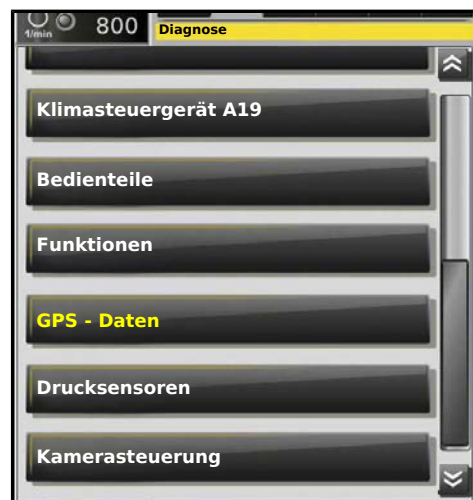 1/min
800
Diagnose
Klimasteuergerät A19
Bedienteile
Funktionen
GPS - Daten
Drucksensoren
Kamerasteuerung